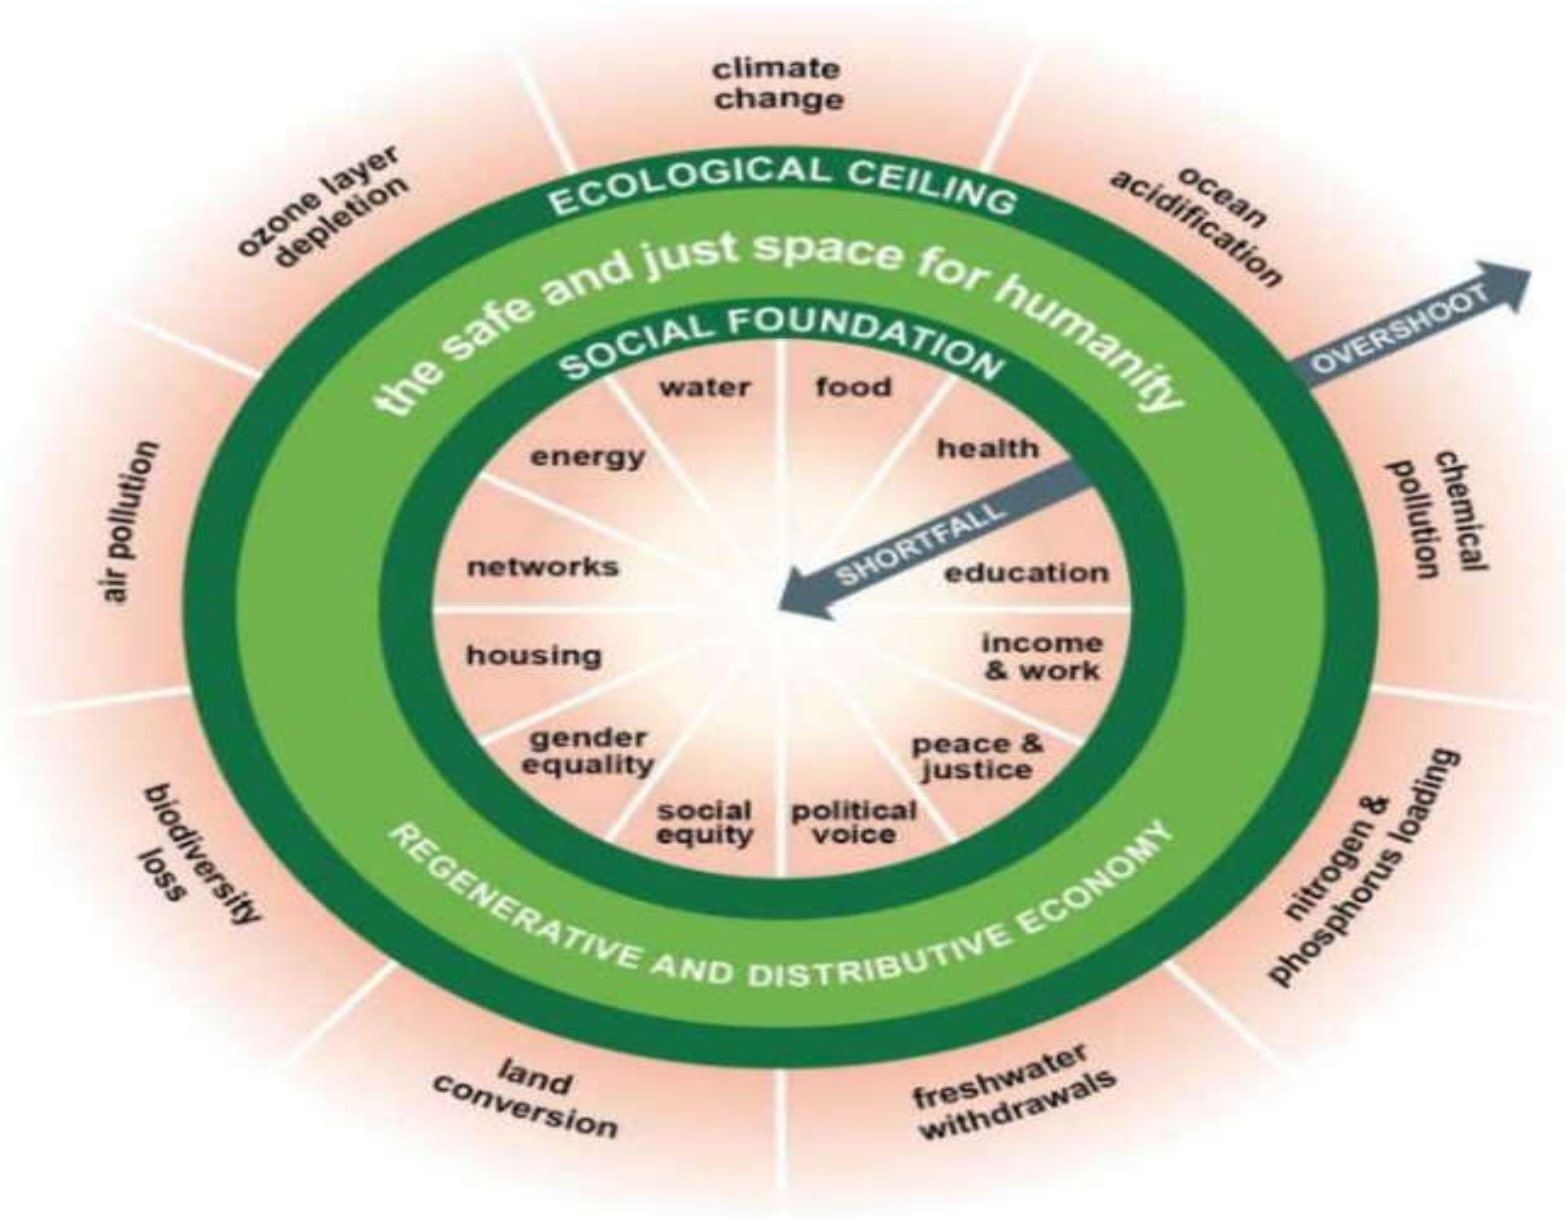 climate
change
ocean
acidification
OVERSHOOT
chemical
pollution
nitrogen &
phosphorus loading
freshwater
withdrawals
land
conversion
biodiversity
loss
air pollution
ozone layer
depletion
ECOLOGICAL CEILING
the safe and just space for humanity
SOCIAL FOUNDATION
water
food
health
SHORTFALL
education
income
& work
peace &
justice
political
voice
social
equity
gender
equality
housing
networks
energy
REGENERATIVE AND DISTRIBUTIVE ECONOMY